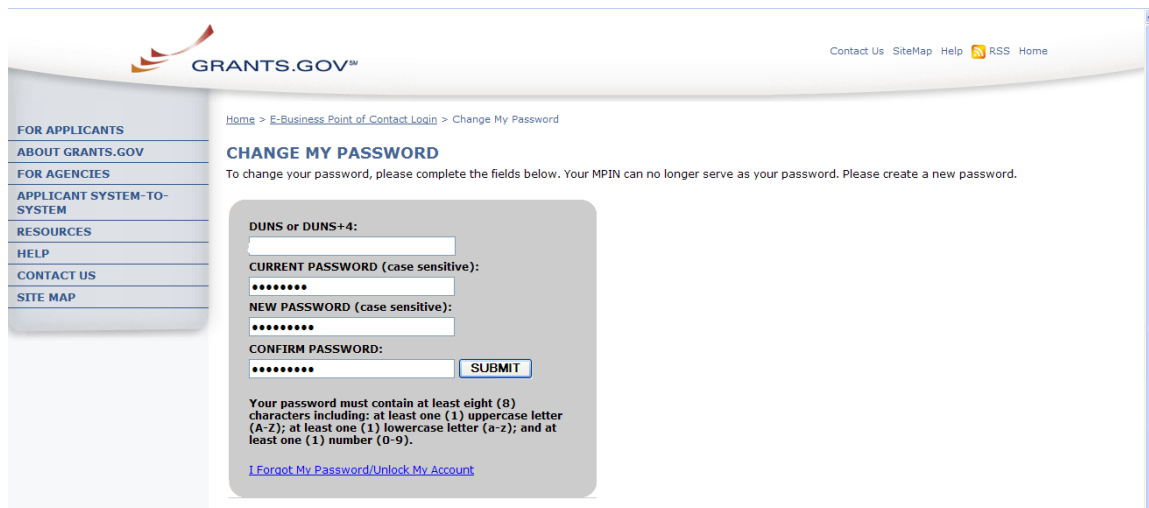 GRANTS.GOV℠
Contact Us SiteMap Help RSS Home
FOR APPLICANTS
ABOUT GRANTS.GOV
FOR AGENCIES
APPLICANT SYSTEM-TO-
SYSTEM
RESOURCES
HELP
CONTACT US
SITE MAP
Home > E-Business Point of Contact Login > Change My Password
CHANGE MY PASSWORD
To change your password, please complete the fields below. Your MPIN can no longer serve as your password. Please create a new password.
DUNS or DUNS+4:
CURRENT PASSWORD (case sensitive):
••••••••
NEW PASSWORD (case sensitive):
•••••••••
CONFIRM PASSWORD:
••••••••• SUBMIT
Your password must contain at least eight (8)
characters including: at least one (1) uppercase letter
(A-Z); at least one (1) lowercase letter (a-z); and at
least one (1) number (0-9).
I Forgot My Password/Unlock My Account